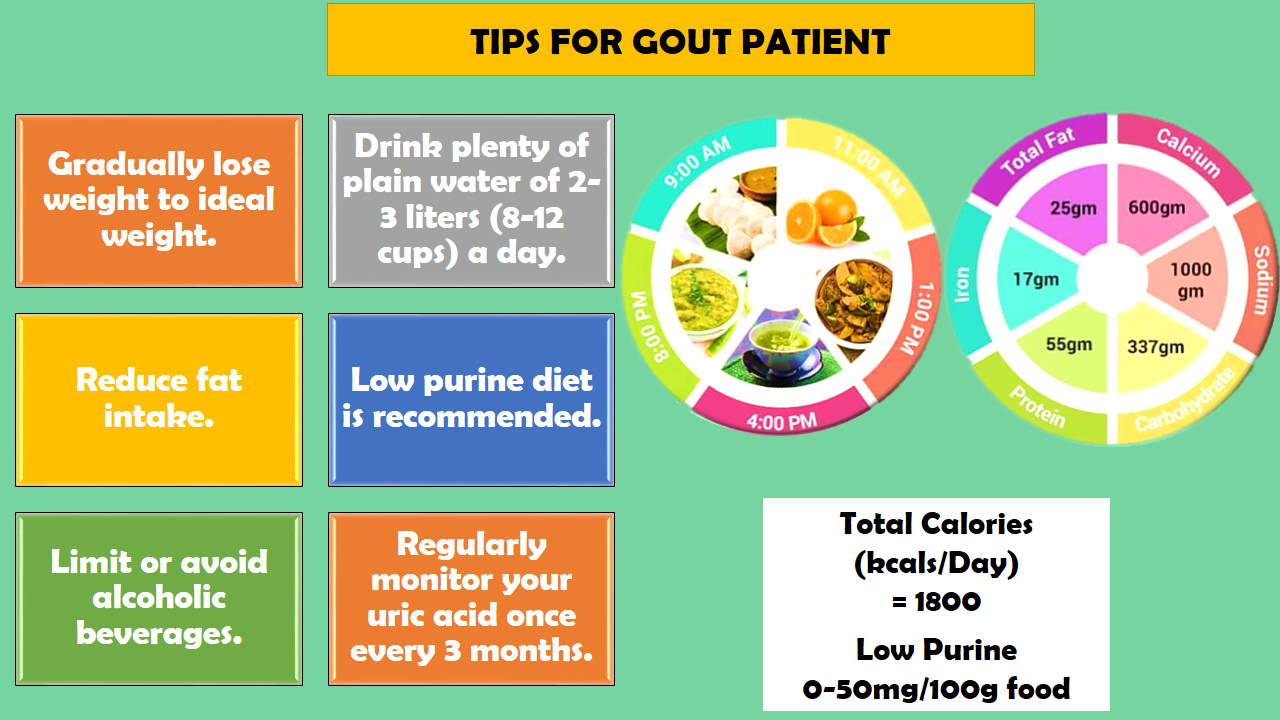 TIPS FOR GOUT PATIENT
Gradually lose
weight to ideal
weight.
Drink plenty of
plain water of 2-
3 liters (8-12
cups) a day.
Reduce fat
intake.
Low purine diet
is recommended.
Limit or avoid
alcoholic
beverages.
Regularly
monitor your
uric acid once
every 3 months.
9:00 AM
11:00 AM
1:00 PM
4:00 PM
8:00 PM
Total Fat
25gm
Calcium
600gm
Sodium
1000
gm
Carbohydrate
337gm
Protein
55gm
Iron
17gm
Total Calories
(kcals/Day)
= 1800
Low Purine
0-50mg/100g food